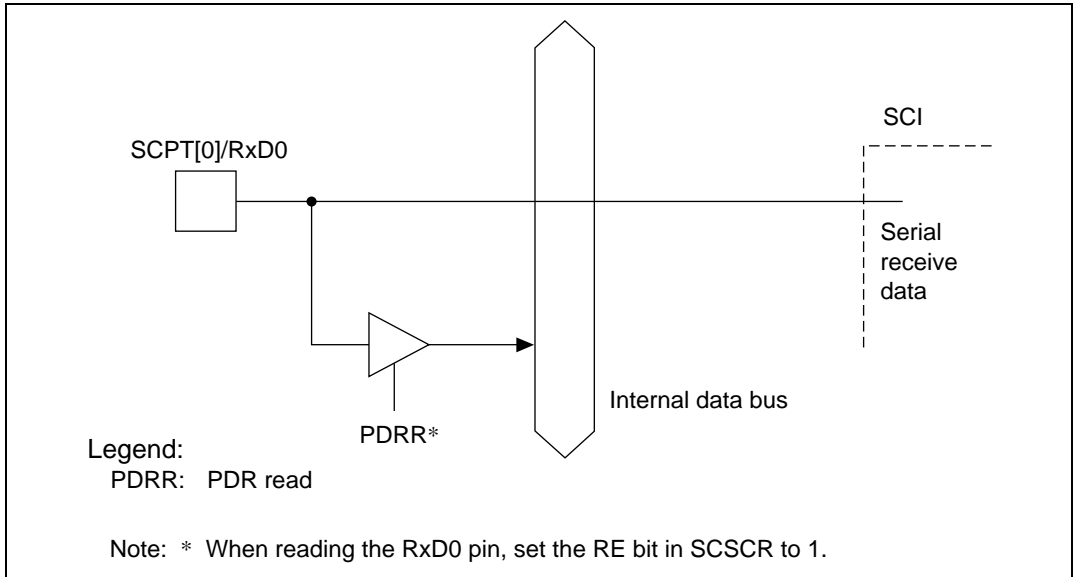 SCI
SCPT[0]/RxD0
Serial
receive
data
Internal data bus
PDRR*
Legend:
PDRR: PDR read
Note: * When reading the RxD0 pin, set the RE bit in SCSCR to 1.